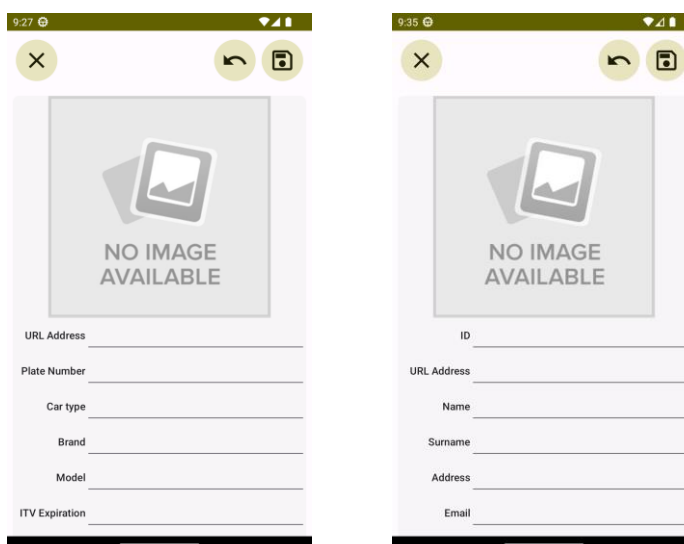 9:27
NO IMAGE
AVAILABLE
URL Address
Plate Number
Car type
Brand
Model
ITV Expiration
9:35
NO IMAGE
AVAILABLE
ID
URL Address
Name
Surname
Address
Email